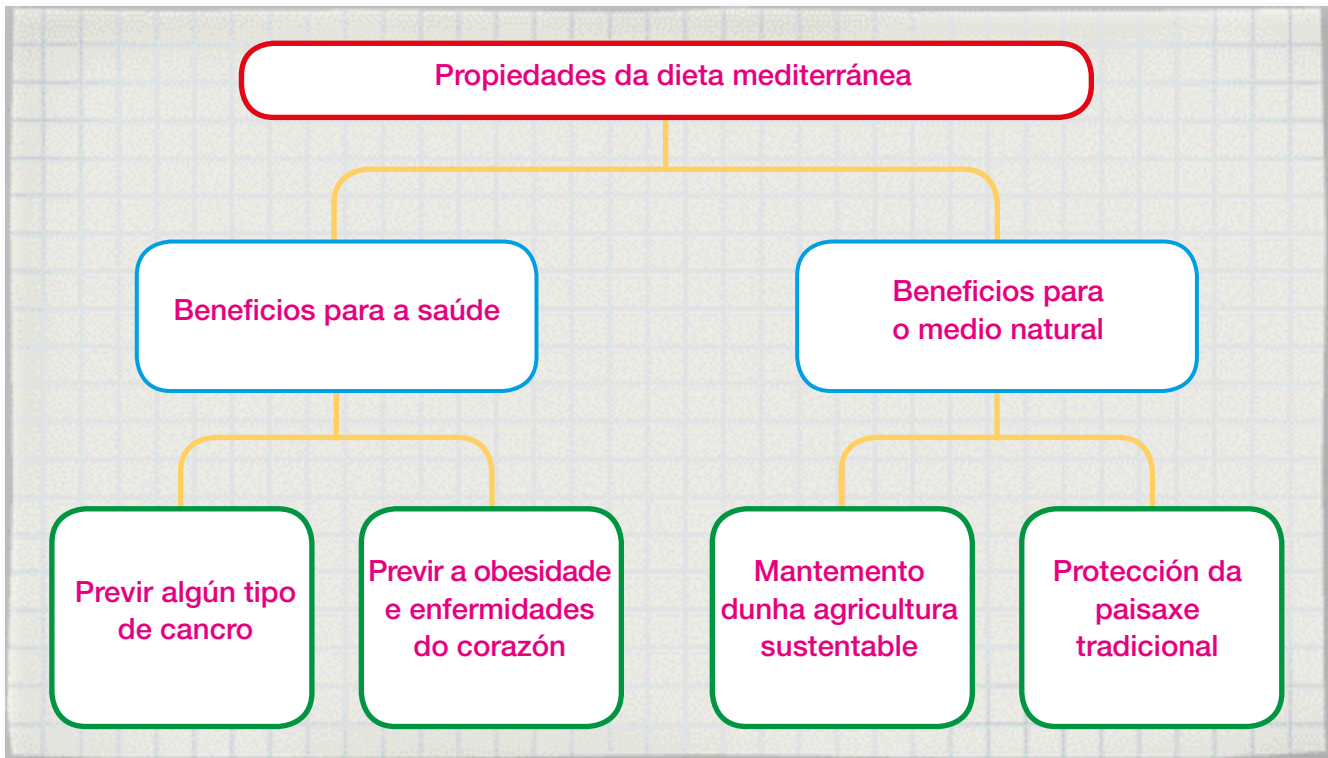 Propiedades da dieta mediterránea
Beneficios para a saúde
Beneficios para
o medio natural
Previr algún tipo
de cancro
Previr a obesidade
e enfermidades
do corazón
Mantemento
dunha agricultura
sustentable
Protección da
paisaxe
tradicional